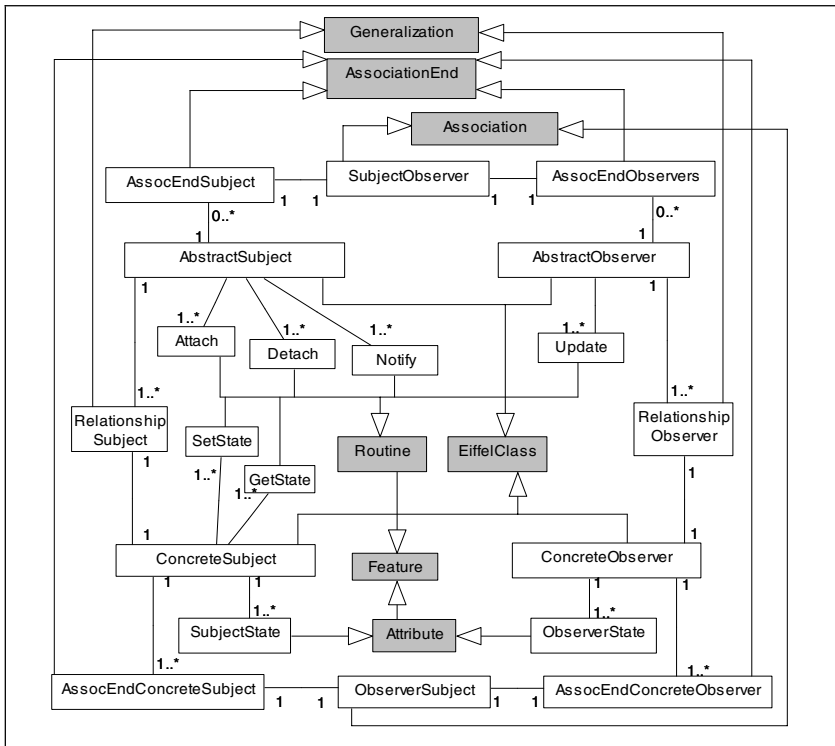 Generalization
AssociationEnd
Association
AssocEndSubject
SubjectObserver
AssocEndObservers
1
1
1
1
0..*
0..*
1
1
AbstractSubject
AbstractObserver
1
1
1..*
1..*
1..*
1..*
Attach
Detach
Notify
Update
1..*
1..*
Relationship
Subject
SetState
Routine
EiffelClass
Relationship
Observer
1
1..*
GetState
1..*
1
1
1
ConcreteSubject
ConcreteObserver
1
1
1
1
Feature
1..*
1..*
SubjectState
Attribute
ObserverState
1..*
1..*
AssocEndConcreteSubject
ObserverSubject
AssocEndConcreteObserver
1
1
1
1